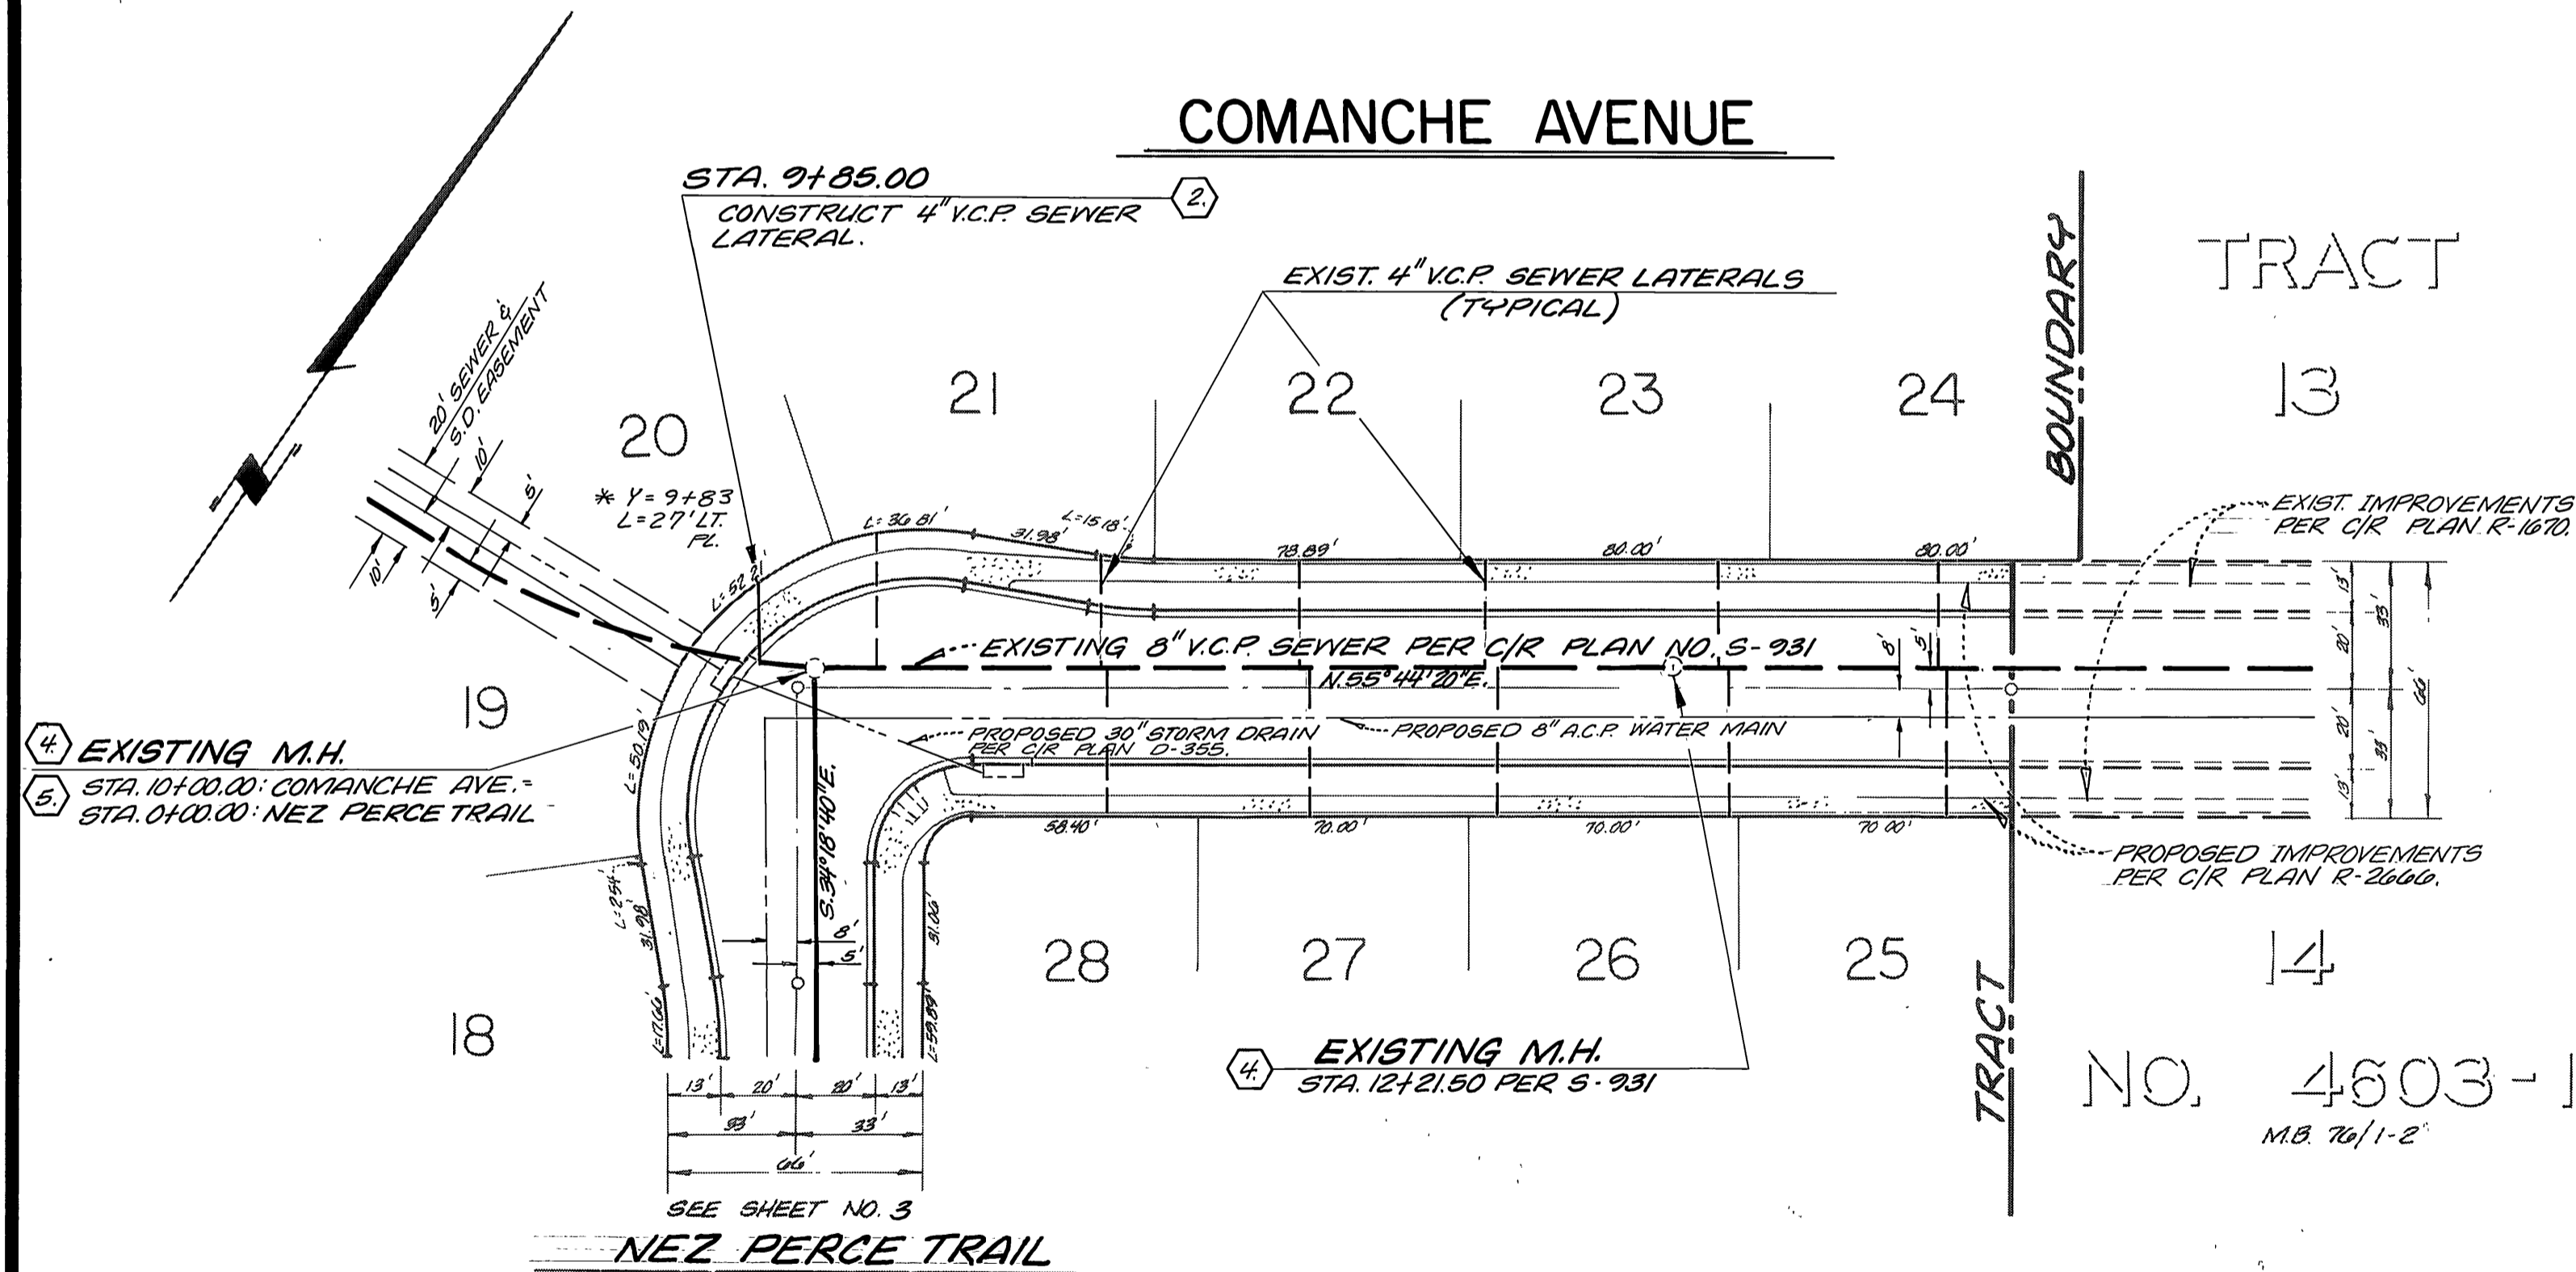 COMANCHE AVENUE
STA. 9+85.00
2.
CONSTRUCT 4" V.C.P. SEWER
LATERAL.
EXIST. 4" V.C.P. SEWER LATERALS
(TYPICAL)
BOUNDARY
TRACT
13
20' SEWER &
S.D. EASEMENT
10'
5'
10'
5'
20
21
22
23
24
* Y = 9+83
L = 27' LT.
PL.
L= 36.81'
31.98'
L=15.18'
78.89'
80.00'
80.00'
EXIST. IMPROVEMENTS
PER C/R PLAN R-1670.
EXISTING 8" V.C.P. SEWER PER C/R PLAN NO. S-931
N.55°44'20"E.
8'
5'
13'
20'
33'
66'
20'
33'
13'
19
L= 50.19'
4.
EXISTING M.H.
5.
STA. 10+00.00: COMANCHE AVE.=
STA. 0+00.00: NEZ PERCE TRAIL
PROPOSED 30" STORM DRAIN
PER C/R PLAN D-355.
PROPOSED 8" A.C.P. WATER MAIN
S.34°18'40"E.
58.40'
70.00'
70.00'
70.00'
PROPOSED IMPROVEMENTS
PER C/R PLAN R-2666.
L=2.54'
31.98'
31.06'
8'
5'
28
27
26
25
TRACT
14
18
L=17.66'
L=59.89'
4.
EXISTING M.H.
STA. 12+21.50 PER S-931
NO. 4603-1
M.B. 76/1-2
13'
20'
20'
13'
33'
33'
66'
SEE SHEET NO. 3
NEZ PERCE TRAIL